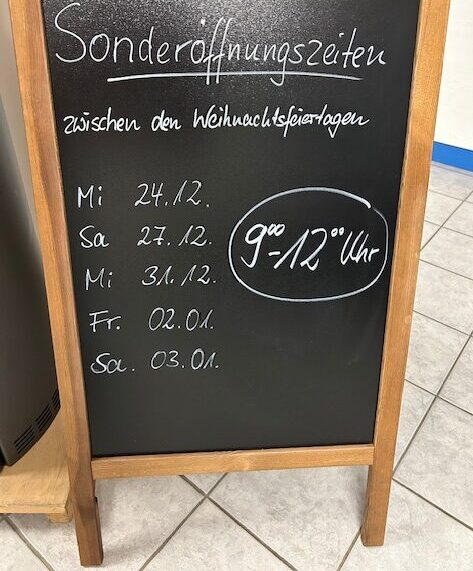 Sonderöffnungszeiten
zwischen den Weihnachtsfeiertagen
Mi 24.12.
Sa 27.12.
Mi 31.12.
Fr. 02.01.
Sa. 03.01.
9⁰⁰-12⁰⁰ Uhr